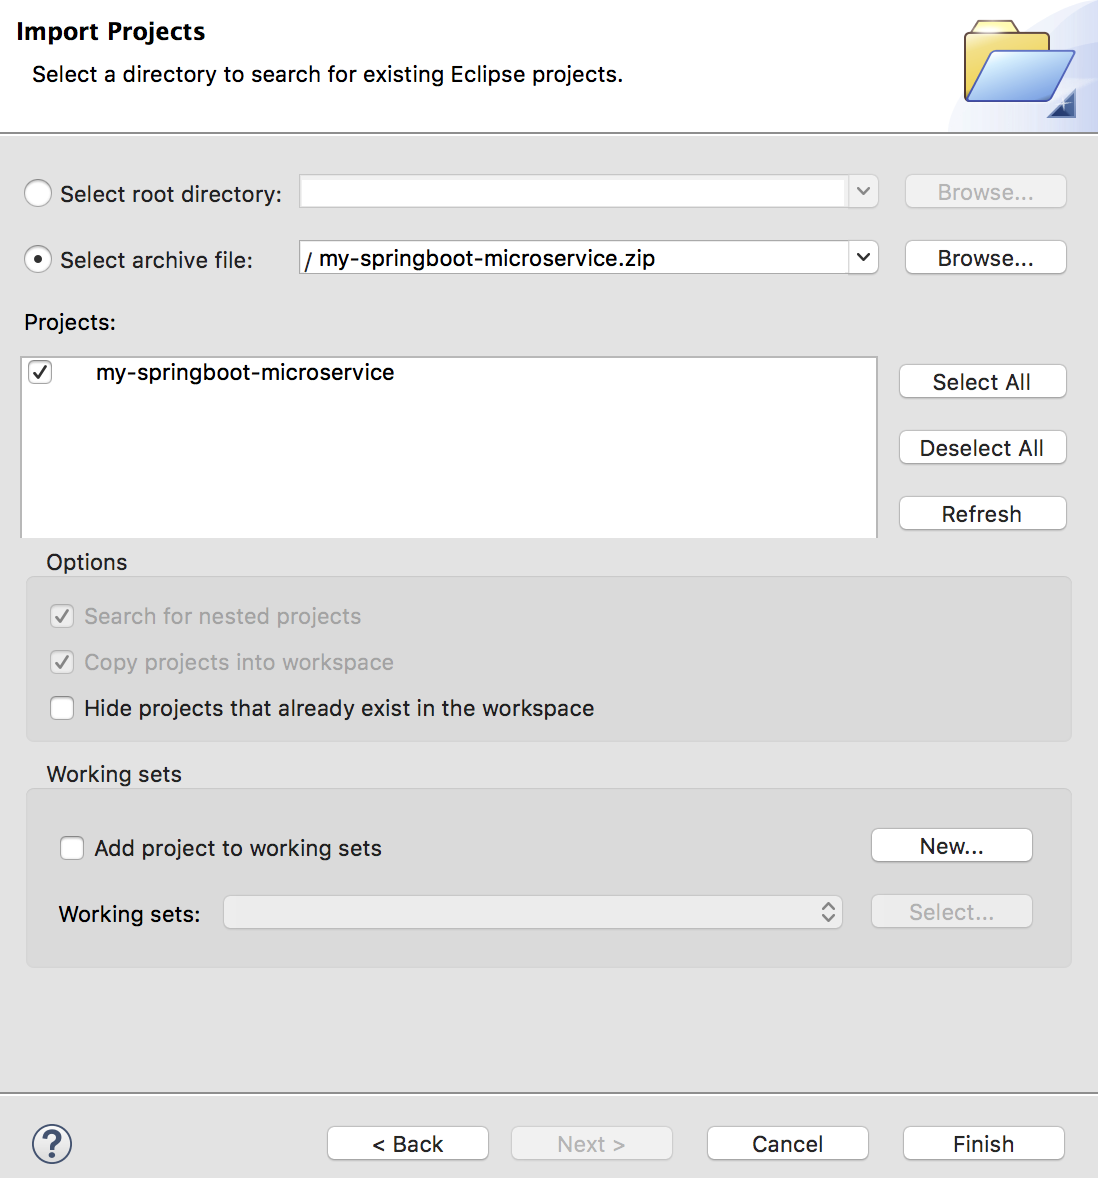 Import Projects
Select a directory to search for existing Eclipse projects.
Select root directory:
Browse...
Select archive file:
/ my-springboot-microservice.zip
Browse...
Projects:
my-springboot-microservice
Select All
Deselect All
Refresh
Options
Search for nested projects
Copy projects into workspace
Hide projects that already exist in the workspace
Working sets
Add project to working sets
New...
Working sets:
Select...
?
< Back
Next >
Cancel
Finish